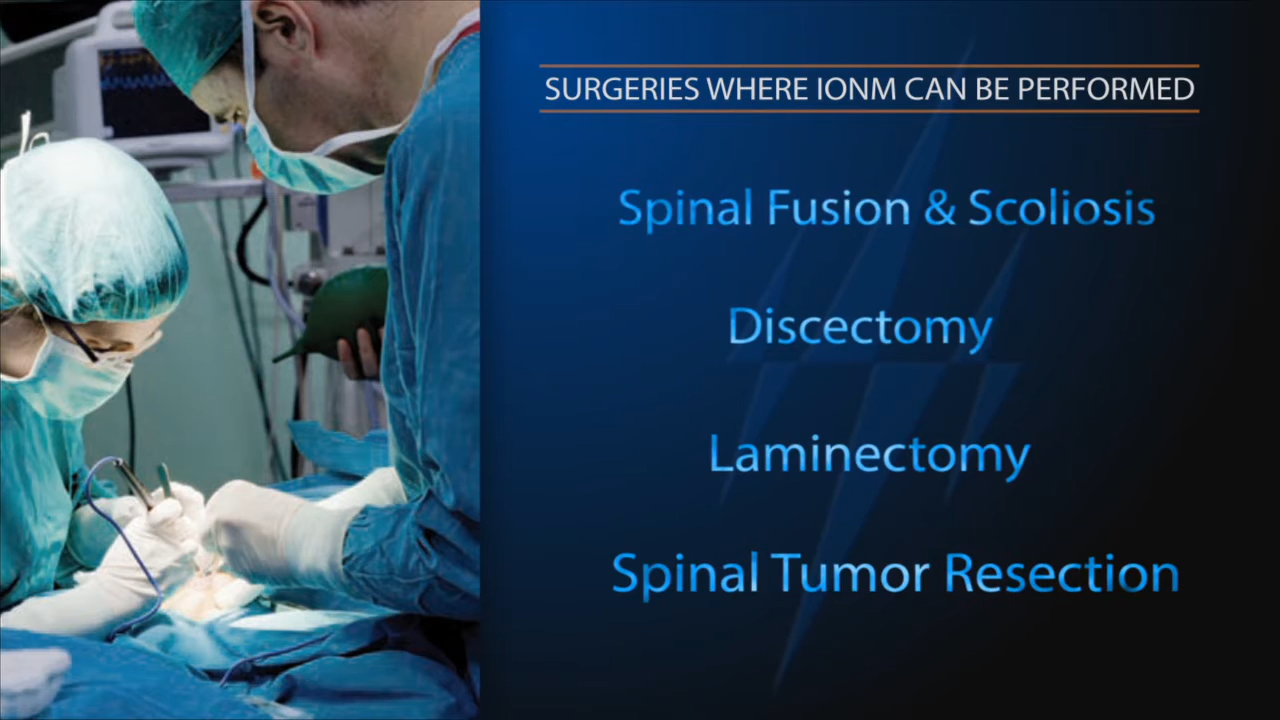 SURGERIES WHERE IONM CAN BE PERFORMED
Spinal Fusion & Scoliosis
Discectomy
Laminectomy
Spinal Tumor Resection